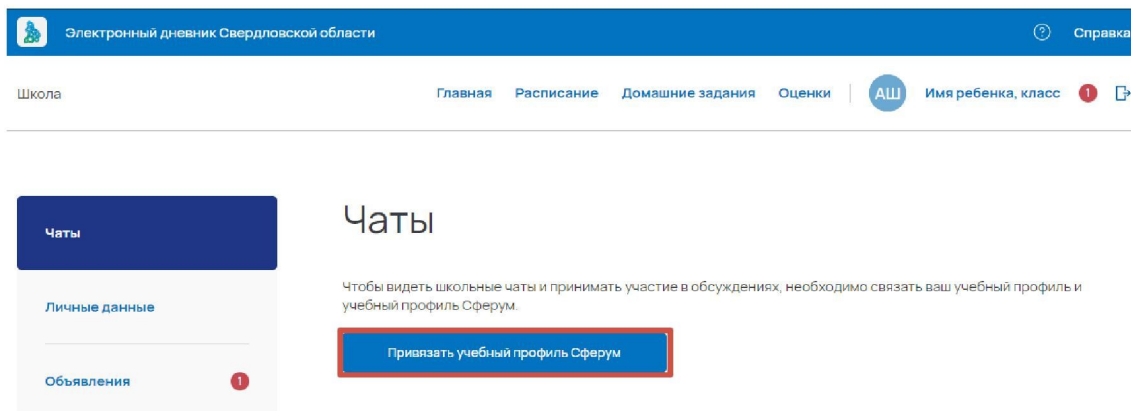 Электронный дневник Свердловской области
Справка
Школа
Главная Расписание Домашние задания Оценки АШ Имя ребенка, класс 1
Чаты
Чаты
Чтобы видеть школьные чаты и принимать участие в обсуждениях, необходимо связать ваш учебный профиль и
учебный профиль Сферум.
Личные данные
Привязать учебный профиль Сферум
Объявления 1